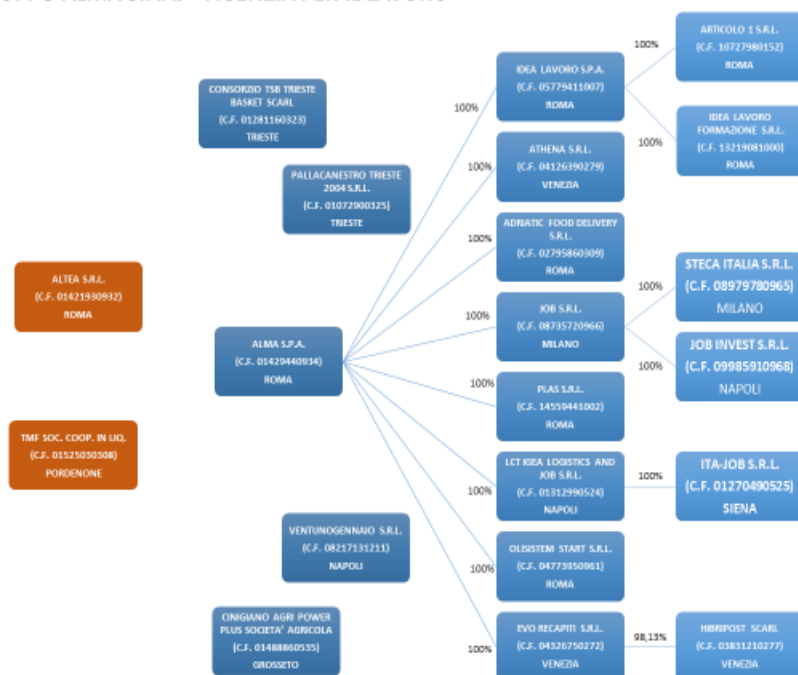 CONSORZIO TSB TRIESTE
BASKET SCARL
(C.F. 01281160323)
TRIESTE
PALLACANESTRO TRIESTE
2004 S.R.L.
(C.F. 01072900325)
TRIESTE
ALTEA S.R.L.
(C.F. 01421930932)
ROMA
TMF SOC. COOP. IN LIQ.
(C.F. 01525030308)
PORDENONE
ALMA S.P.A.
(C.F. 01429440934)
ROMA
VENTUNOGENNAIO S.R.L.
(C.F. 08217131211)
NAPOLI
CINIGIANO AGRI POWER
PLUS SOCIETA' AGRICOLA
(C.F. 01488860535)
GROSSETO
100%
IDEA LAVORO S.P.A.
(C.F. 05779411007)
ROMA
100%
ATHENA S.R.L.
(C.F. 04126390279)
VENEZIA
100%
ADRIATIC FOOD DELIVERY
S.R.L.
(C.F. 02795860309)
ROMA
100%
JOB S.R.L.
(C.F. 08735720966)
MILANO
100%
PLAS S.R.L.
(C.F. 14559441002)
ROMA
100%
LCT IGEA LOGISTICS AND
JOB S.R.L.
(C.F. 01312990524)
NAPOLI
100%
OLISISTEM START S.R.L.
(C.F. 04773950961)
ROMA
100%
EVO RECAPITI S.R.L.
(C.F. 04326750272)
VENEZIA
100%
ARTICOLO 1 S.R.L.
(C.F. 10727980152)
ROMA
100%
IDEA LAVORO
FORMAZIONE S.R.L.
(C.F. 13219081000)
ROMA
100%
STECA ITALIA S.R.L.
(C.F. 08979780965)
MILANO
100%
JOB INVEST S.R.L.
(C.F. 09985910968)
NAPOLI
100%
ITA-JOB S.R.L.
(C.F. 01270490525)
SIENA
98,13%
HIBRIPOST SCARL
(C.F. 03831210277)
VENEZIA